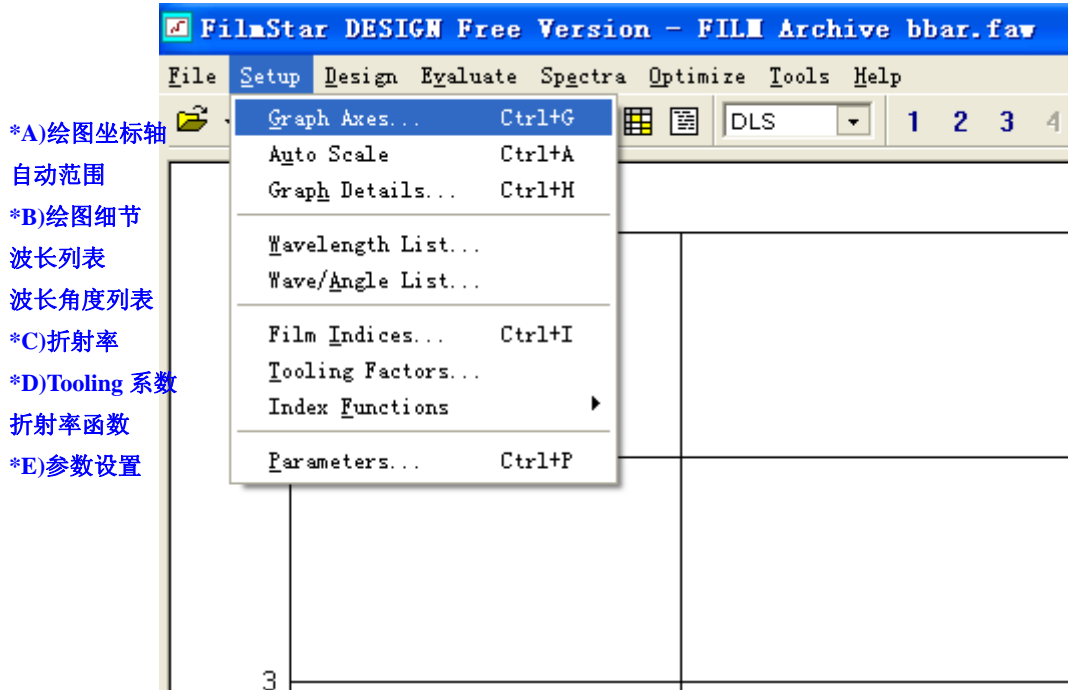 FilmStar DESIGN Free Version - FILM Archive bbar.faw
File Setup Design Evaluate Spectra Optimize Tools Help
DLS 1 2 3 4
Graph Axes... Ctrl+G
Auto Scale Ctrl+A
Graph Details... Ctrl+H
Wavelength List...
Wave/Angle List...
Film Indices... Ctrl+I
Tooling Factors...
Index Functions
Parameters... Ctrl+P
*A)绘图坐标轴
自动范围
*B)绘图细节
波长列表
波长角度列表
*C)折射率
*D)Tooling 系数
折射率函数
*E)参数设置
3